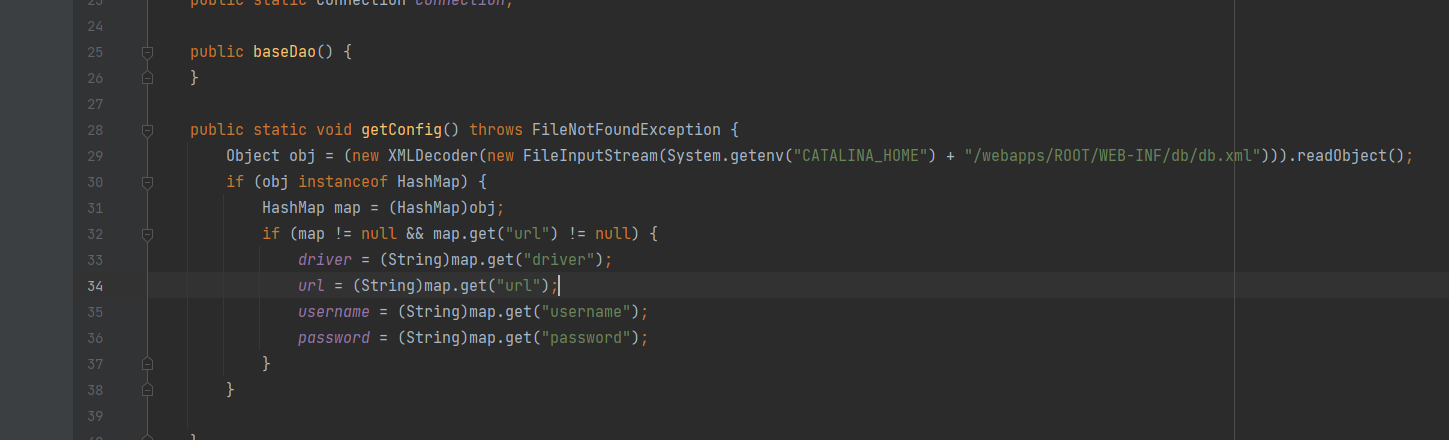 23 public static Connection connection;
24
25 public baseDao() {
26 }
27
28 public static void getConfig() throws FileNotFoundException {
29 Object obj = (new XMLDecoder(new FileInputStream(System.getenv("CATALINA_HOME") + "/webapps/ROOT/WEB-INF/db/db.xml"))).readObject();
30 if (obj instanceof HashMap) {
31 HashMap map = (HashMap)obj;
32 if (map != null && map.get("url") != null) {
33 driver = (String)map.get("driver");
34 url = (String)map.get("url");
35 username = (String)map.get("username");
36 password = (String)map.get("password");
37 }
38 }
39
40 }